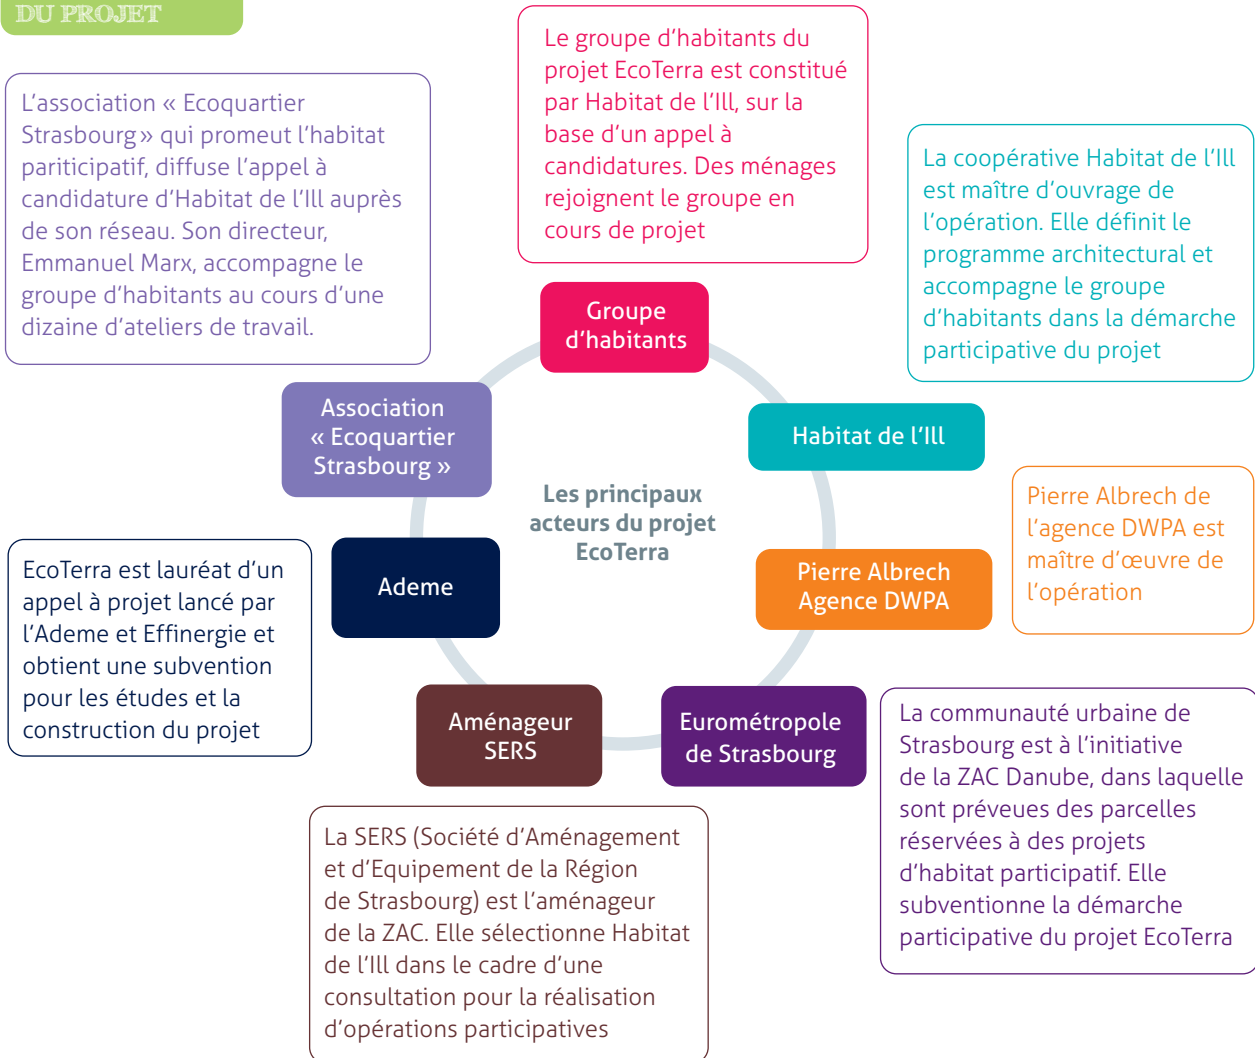 DU PROJET
Le groupe d'habitants du
projet EcoTerra est constitué
par Habitat de l'Ill, sur la
base d'un appel à
candidatures. Des ménages
rejoignent le groupe en
cours de projet
L'association « Ecoquartier
Strasbourg » qui promeut l'habitat
pariticipatif, diffuse l'appel à
candidature d'Habitat de l'Ill auprès
de son réseau. Son directeur,
Emmanuel Marx, accompagne le
groupe d'habitants au cours d'une
dizaine d'ateliers de travail.
La coopérative Habitat de l'Ill
est maître d'ouvrage de
l'opération. Elle définit le
programme architectural et
accompagne le groupe
d'habitants dans la démarche
participative du projet
Groupe
d'habitants
Association
« Ecoquartier
Strasbourg »
Habitat de l'Ill
Les principaux
acteurs du projet
EcoTerra
Pierre Albrech de
l'agence DWPA est
maître d'œuvre de
l'opération
EcoTerra est lauréat d'un
appel à projet lancé par
l'Ademe et Effinergie et
obtient une subvention
pour les études et la
construction du projet
Ademe
Pierre Albrech
Agence DWPA
Aménageur
SERS
Eurométropole
de Strasbourg
La communauté urbaine de
Strasbourg est à l'initiative
de la ZAC Danube, dans laquelle
sont préveues des parcelles
réservées à des projets
d'habitat participatif. Elle
subventionne la démarche
participative du projet EcoTerra
La SERS (Société d'Aménagement
et d'Equipement de la Région
de Strasbourg) est l'aménageur
de la ZAC. Elle sélectionne Habitat
de l'Ill dans le cadre d'une
consultation pour la réalisation
d'opérations participatives